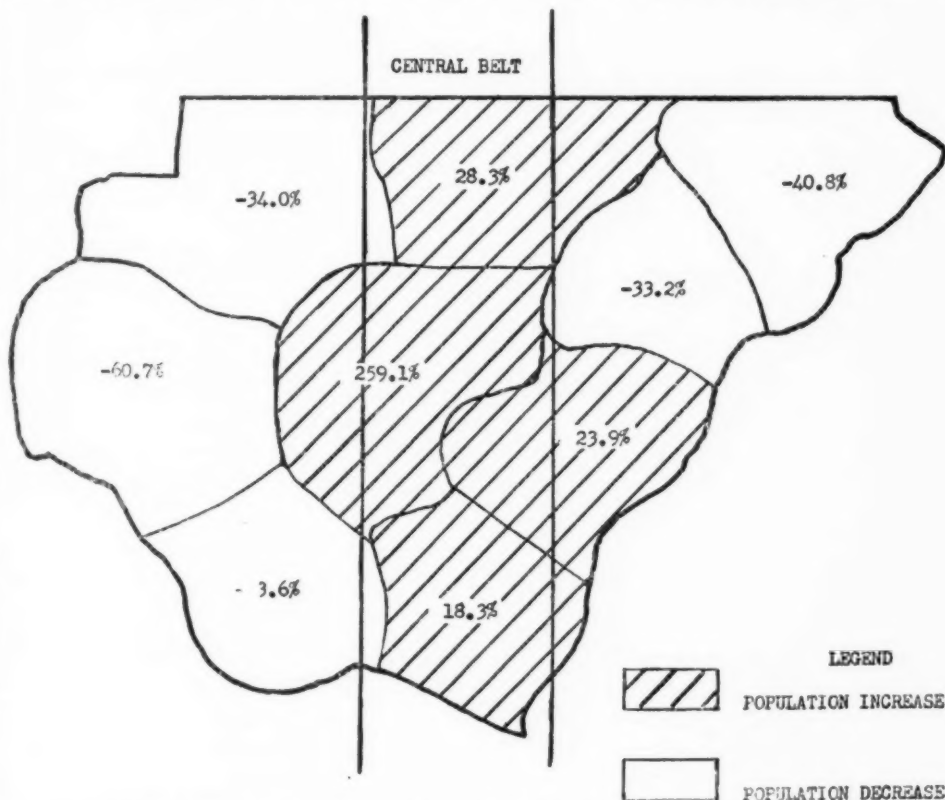 CENTRAL BELT
-34.0%
28.3%
-40.8%
-33.2%
-60.7%
259.1%
23.9%
- 3.6%
18.3%
LEGEND
POPULATION INCREASE
POPULATION DECREASE